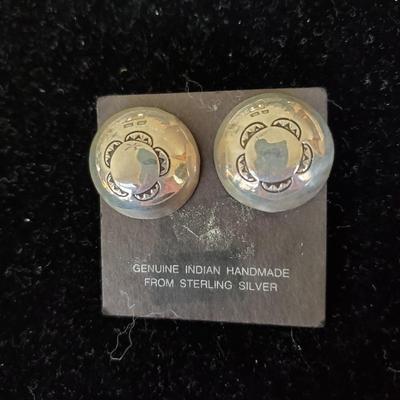 GENUINE INDIAN HANDMADE
FROM STERLING SILVER